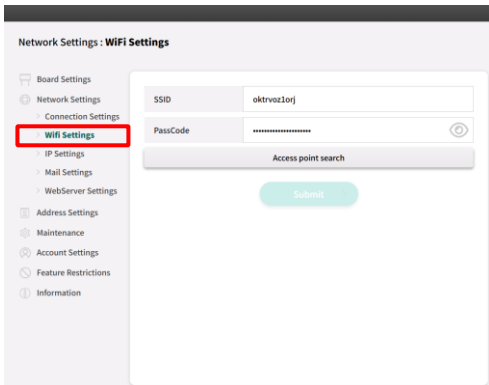 Network Settings : WiFi Settings
Board Settings
Network Settings
> Connection Settings
> Wifi Settings
> IP Settings
> Mail Settings
> WebServer Settings
Address Settings
Maintenance
Account Settings
Feature Restrictions
Information
SSID oktrvoz1orj
PassCode •••••••••••••••••••••
Access point search
Submit